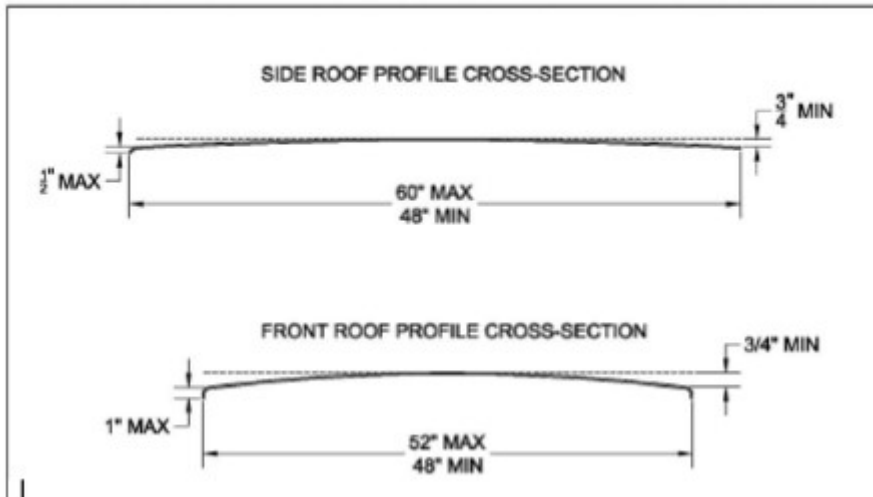 SIDE ROOF PROFILE CROSS-SECTION
3" MIN
4
1" MAX
2
60" MAX
48" MIN
FRONT ROOF PROFILE CROSS-SECTION
3/4" MIN
1" MAX
52" MAX
48" MIN